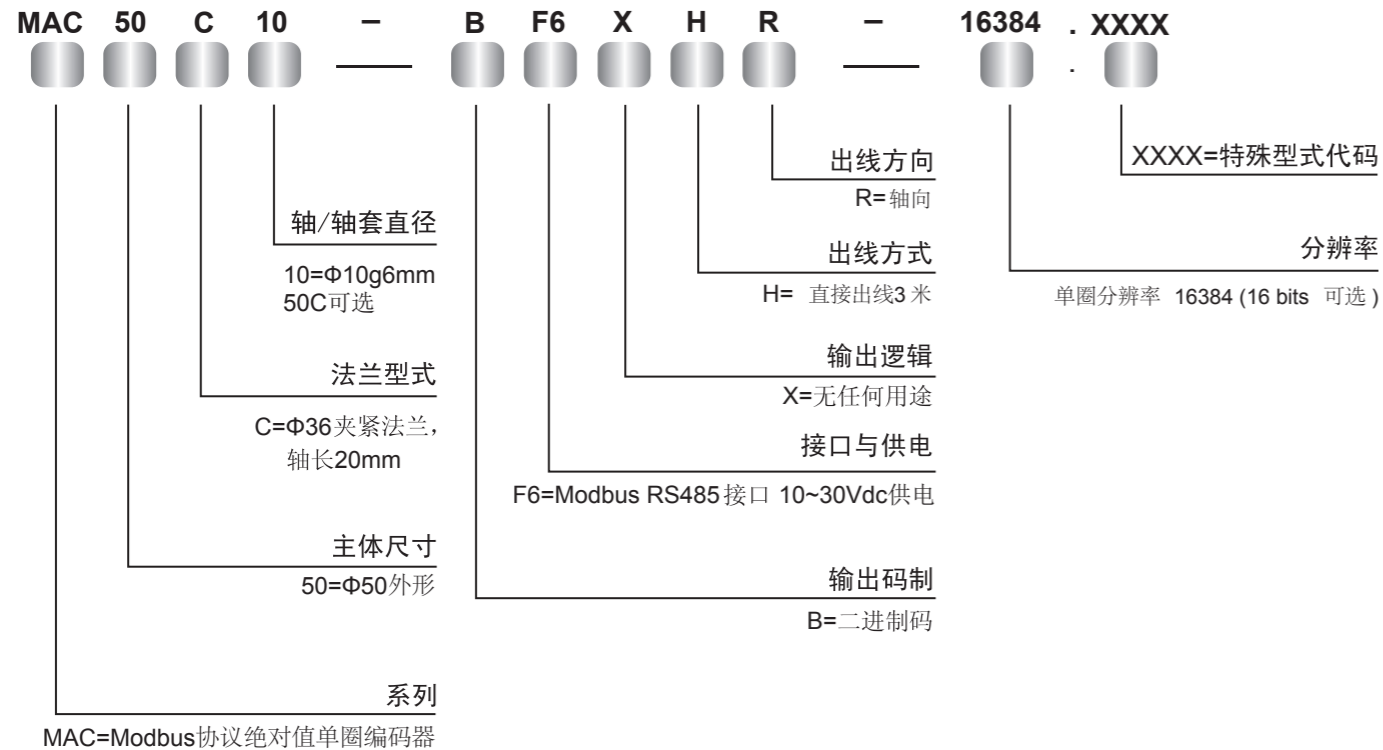 MAC 50 C 10 – B F6 X H R – 16384 . XXXX
.
出线方向
R=轴向
XXXX=特殊型式代码
轴/轴套直径
10=Φ10g6mm
50C可选
出线方式
H= 直接出线3 米
分辨率
单圈分辨率 16384 (16 bits 可选 )
法兰型式
C=Φ36夹紧法兰，
轴长20mm
输出逻辑
X=无任何用途
接口与供电
F6=Modbus RS485接口 10~30Vdc供电
主体尺寸
50=Φ50外形
输出码制
B=二进制码
系列
MAC=Modbus协议绝对值单圈编码器